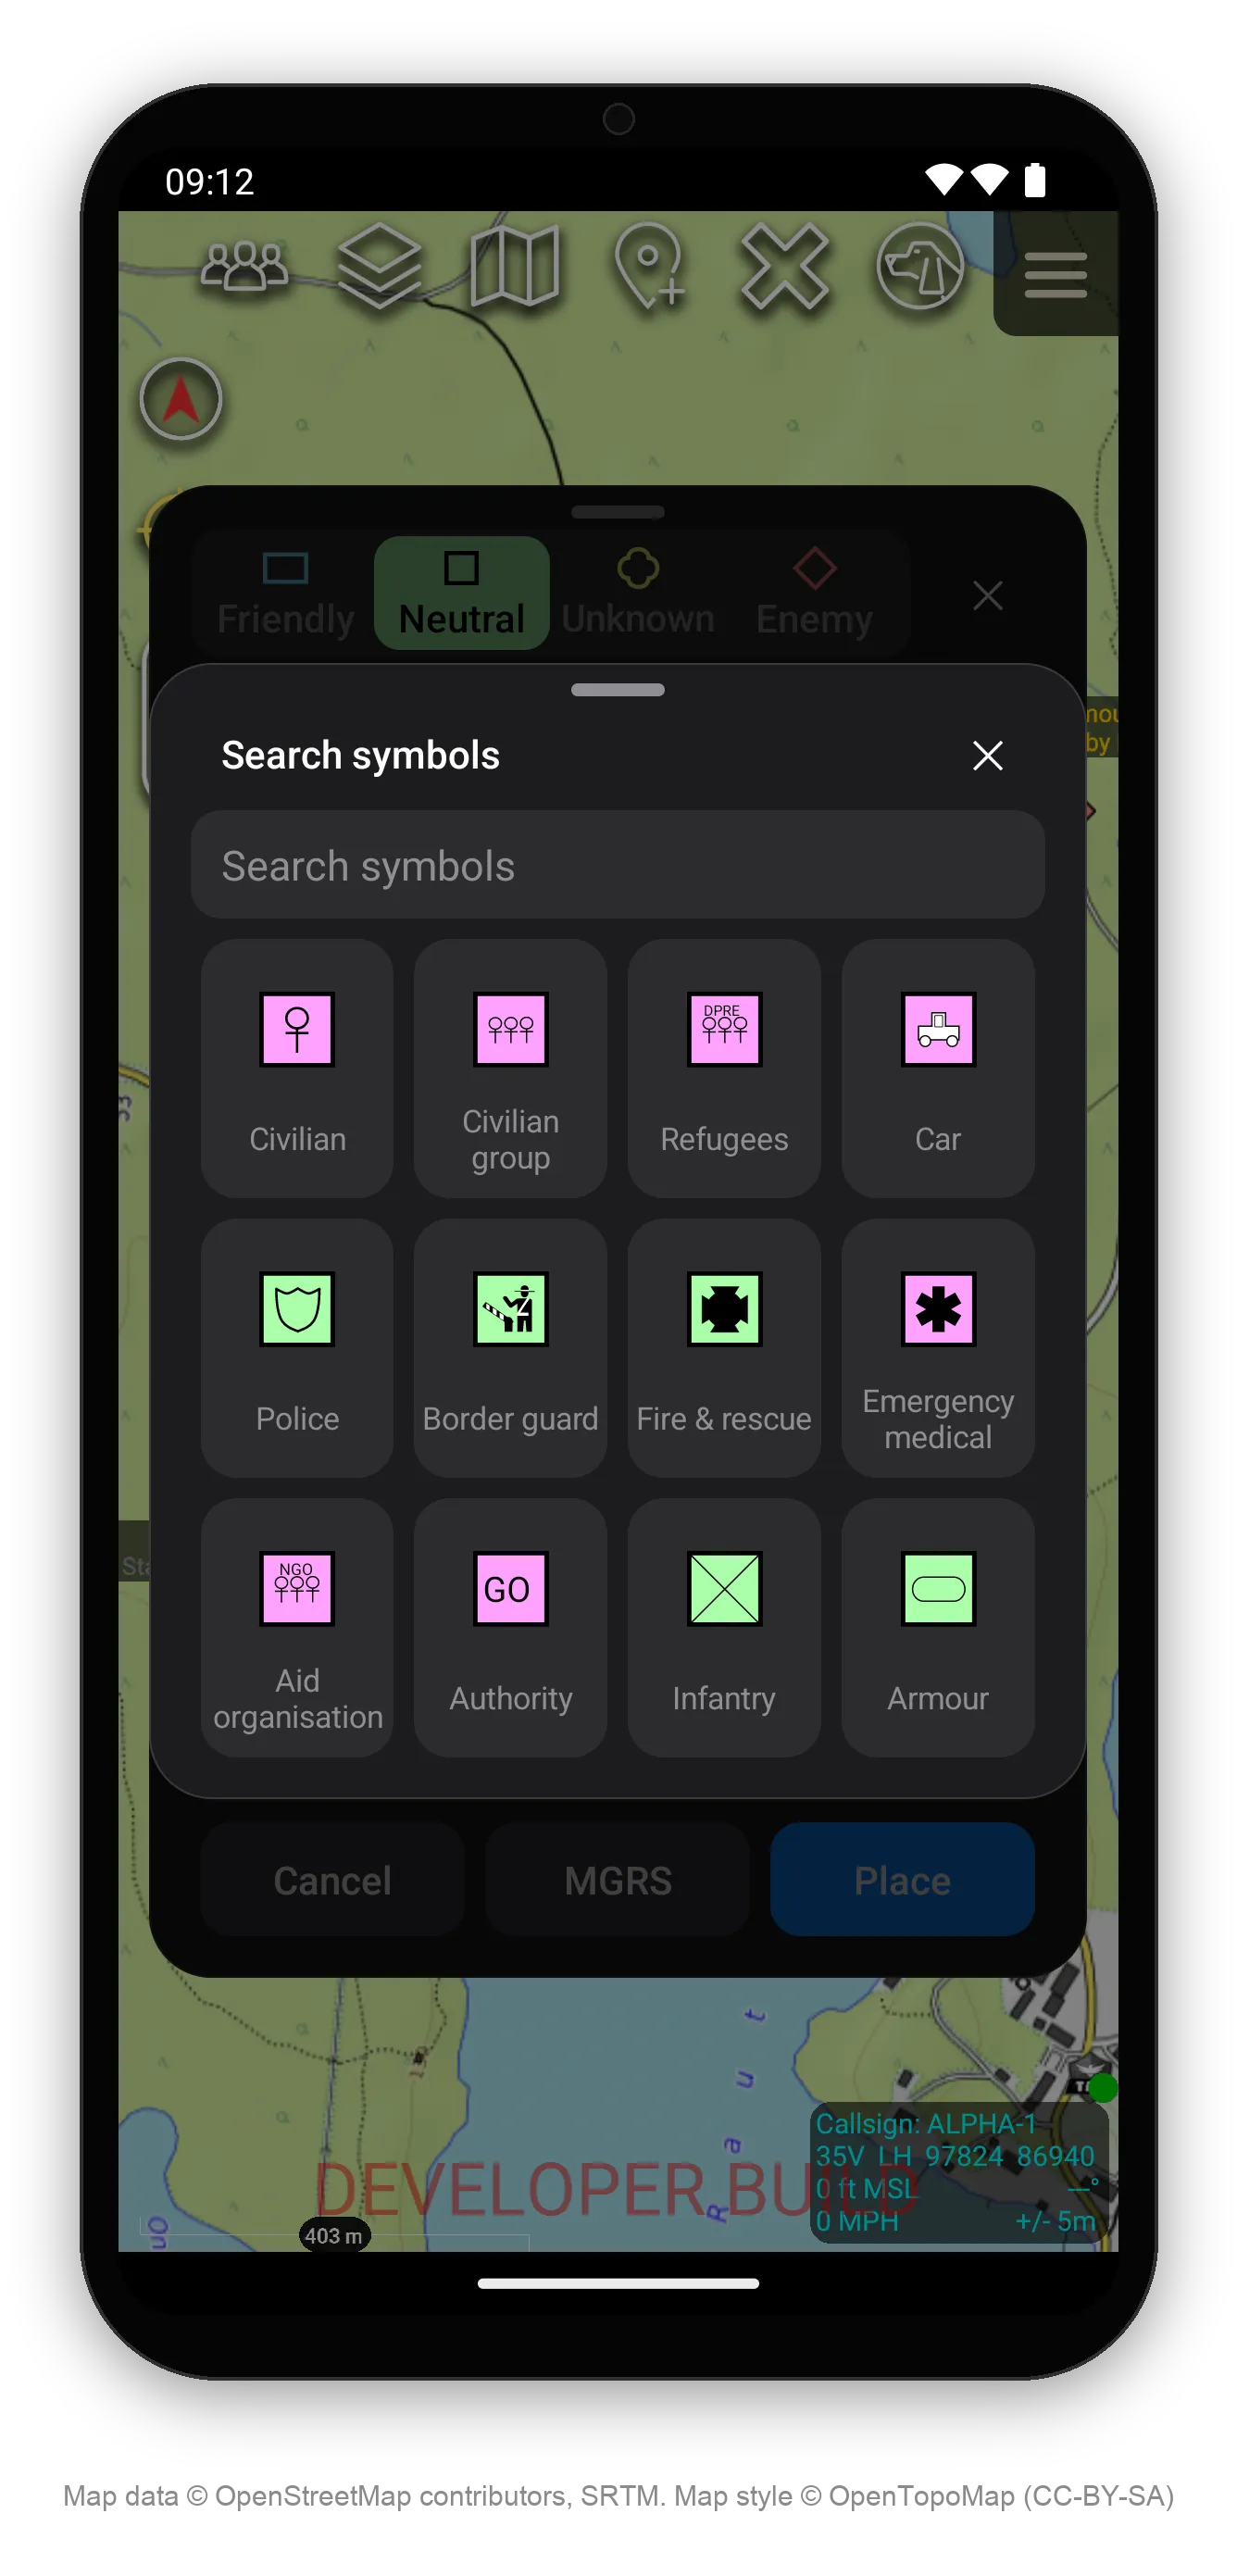 09:12
Friendly
Neutral
Unknown
Enemy
by
Search symbols
Search symbols
DPRE
Civilian
Civilian
group
Refugees
Car
Police
Border guard
Fire & rescue
Emergency
medical
NGO
GO
Aid
organisation
Authority
Infantry
Armour
Cancel
MGRS
Place
R a u t
Callsign: ALPHA-1
35V LH 97824 86940
0 ft MSL
—°
0 MPH
+/- 5m
DEVELOPER BUILD
403 m
Map data © OpenStreetMap contributors, SRTM. Map style © OpenTopoMap (CC-BY-SA)